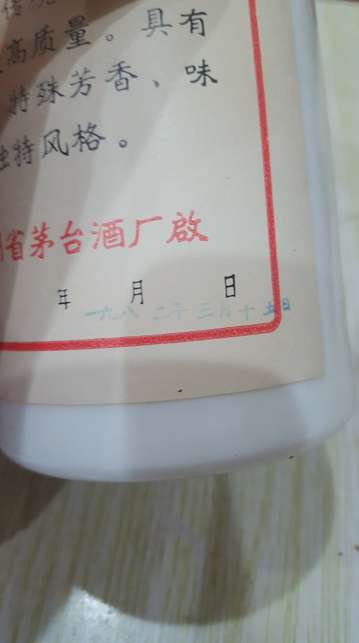 高质量。具有
特殊芳香、味
特风格。
省茅台酒厂啟
年 月 日
一九八二年三月十五日